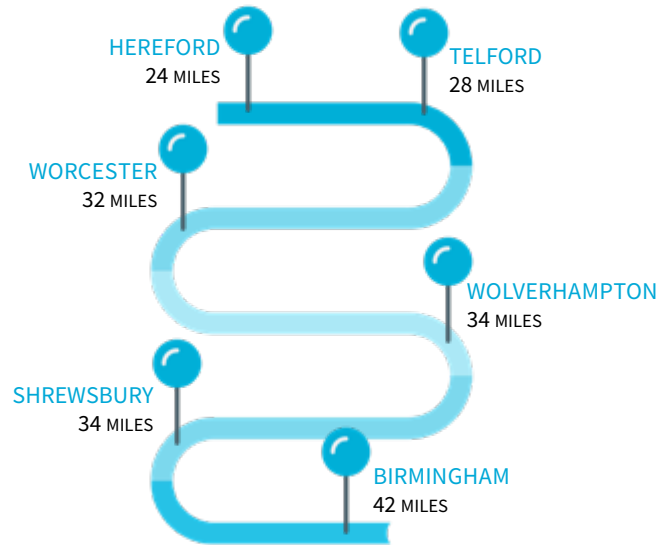 HEREFORD
24 MILES
TELFORD
28 MILES
WORCESTER
32 MILES
WOLVERHAMPTON
34 MILES
SHREWSBURY
34 MILES
BIRMINGHAM
42 MILES